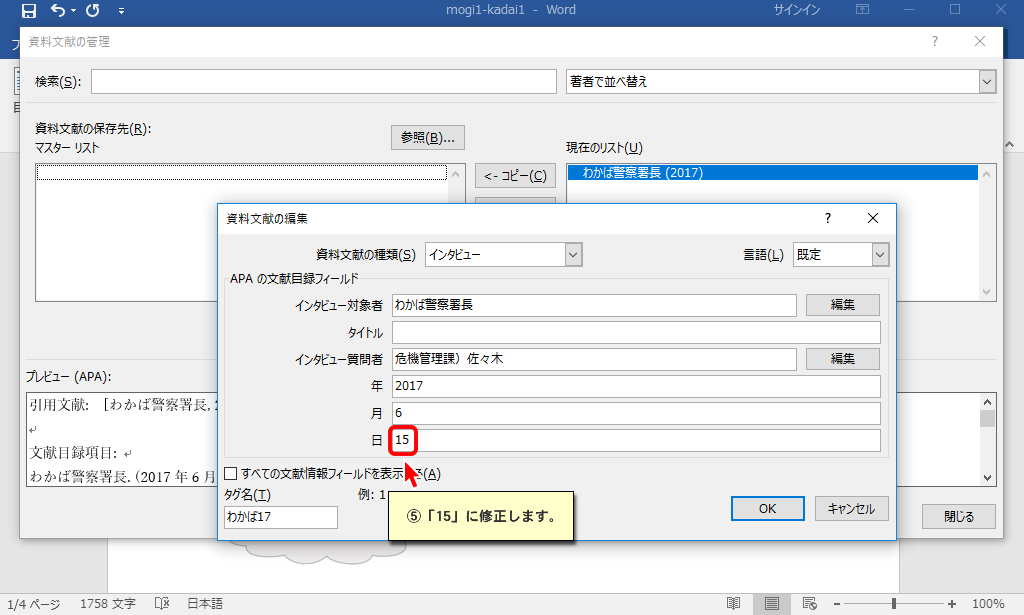 mogi1-kadai1 - Word
サインイン
資料文献の管理
検索(S):
著者で並べ替え
資料文献の保存先(R):
マスター リスト
参照(B)...
現在のリスト(U)
<- コピー(C)
わかば警察署長 (2017)
資料文献の編集
資料文献の種類(S)
インタビュー
言語(L)
既定
APA の文献目録フィールド
インタビュー対象者
わかば警察署長
編集
タイトル
インタビュー質問者
危機管理課）佐々木
編集
年
2017
月
6
日
15
すべての文献情報フィールドを表示
(A)
タグ名(T)
例: 1
わかば17
⑤「15」に修正します。
OK
キャンセル
プレビュー (APA):
引用文献: [わかば警察署長, 2
文献目録項目:
わかば警察署長. (2017 年 6 月
閉じる
1/4 ページ
1758 文字
日本語
100%